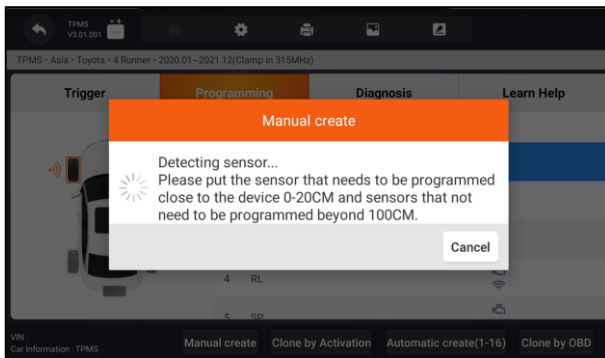 TPMS
V3.01.001
TPMS > Asia > Toyota > 4 Runner > 2020.01~2021.12(Clamp in 315MHz)
Trigger Programming Diagnosis Learn Help
Manual create
Detecting sensor...
Please put the sensor that needs to be programmed
close to the device 0-20CM and sensors that not
need to be programmed beyond 100CM.
Cancel
4 RL
5 SP
VIN :
Car Information : TPMS
Manual create Clone by Activation Automatic create(1-16) Clone by OBD